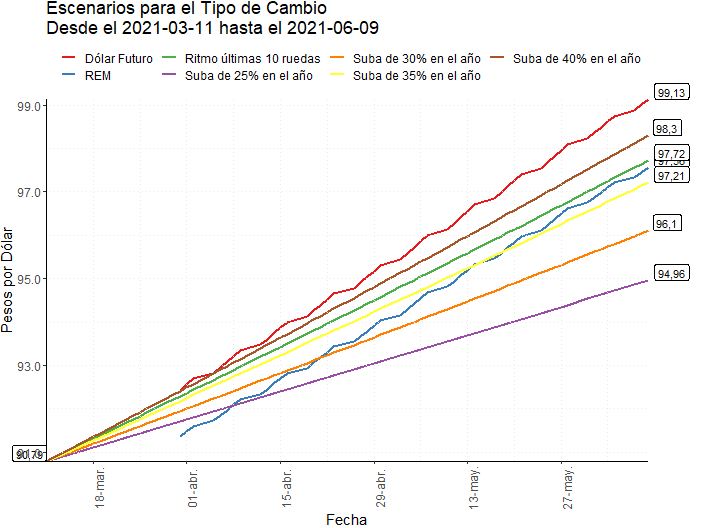 Escenarios para el Tipo de Cambio
Desde el 2021-03-11 hasta el 2021-06-09
Dólar Futuro Ritmo últimas 10 ruedas Suba de 30% en el año Suba de 40% en el año
REM Suba de 25% en el año Suba de 35% en el año
99,13
99.0
98,3
97,72
97,21
97.0
96,1
95.0
94,96
93.0
90,79
Pesos por Dólar
18-mar.
01-abr.
15-abr.
29-abr.
13-may.
27-may.
Fecha